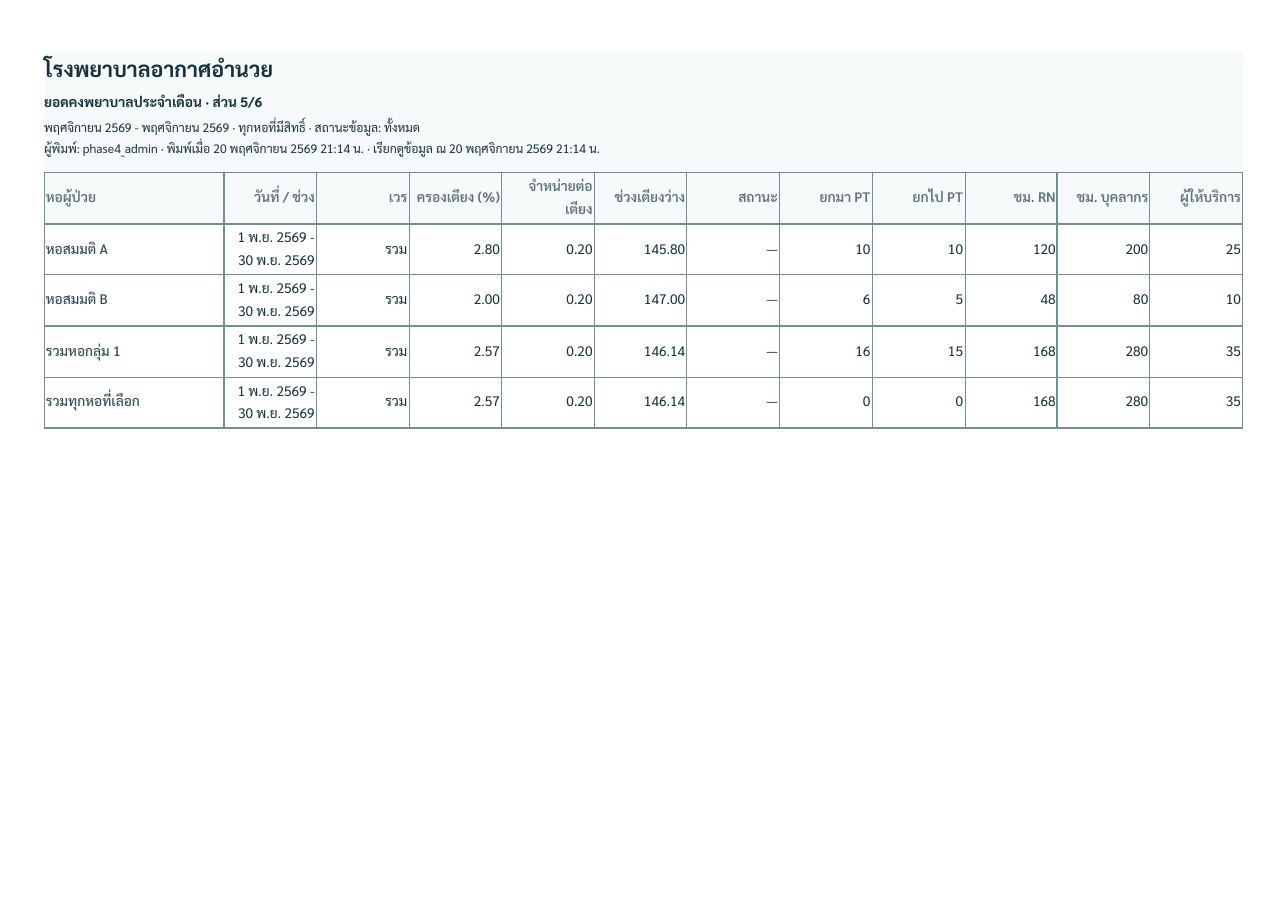 โรงพยาบาลอากาศอำนวย
ยอดคงพยาบาลประจำเดือน · ส่วน 5/6
พฤศจิกายน 2569 - พฤศจิกายน 2569 · ทุกหอที่มีสิทธิ์ · สถานะข้อมูล: ทั้งหมด
ผู้พิมพ์: phase4_admin · พิมพ์เมื่อ 20 พฤศจิกายน 2569 21:14 น. · เรียกดูข้อมูล ณ 20 พฤศจิกายน 2569 21:14 น.
หอผู้ป่วย วันที่ / ช่วง เวร ครองเตียง (%) จำหน่ายต่อเตียง ช่วงเตียงว่าง สถานะ ยกมา PT ยกไป PT ชม. RN ชม. บุคลากร ผู้ให้บริการ
หอสมมติ A 1 พ.ย. 2569 - 30 พ.ย. 2569 รวม 2.80 0.20 145.80 — 10 10 120 200 25
หอสมมติ B 1 พ.ย. 2569 - 30 พ.ย. 2569 รวม 2.00 0.20 147.00 — 6 5 48 80 10
รวมหอกลุ่ม 1 1 พ.ย. 2569 - 30 พ.ย. 2569 รวม 2.57 0.20 146.14 — 16 15 168 280 35
รวมทุกหอที่เลือก 1 พ.ย. 2569 - 30 พ.ย. 2569 รวม 2.57 0.20 146.14 — 0 0 168 280 35